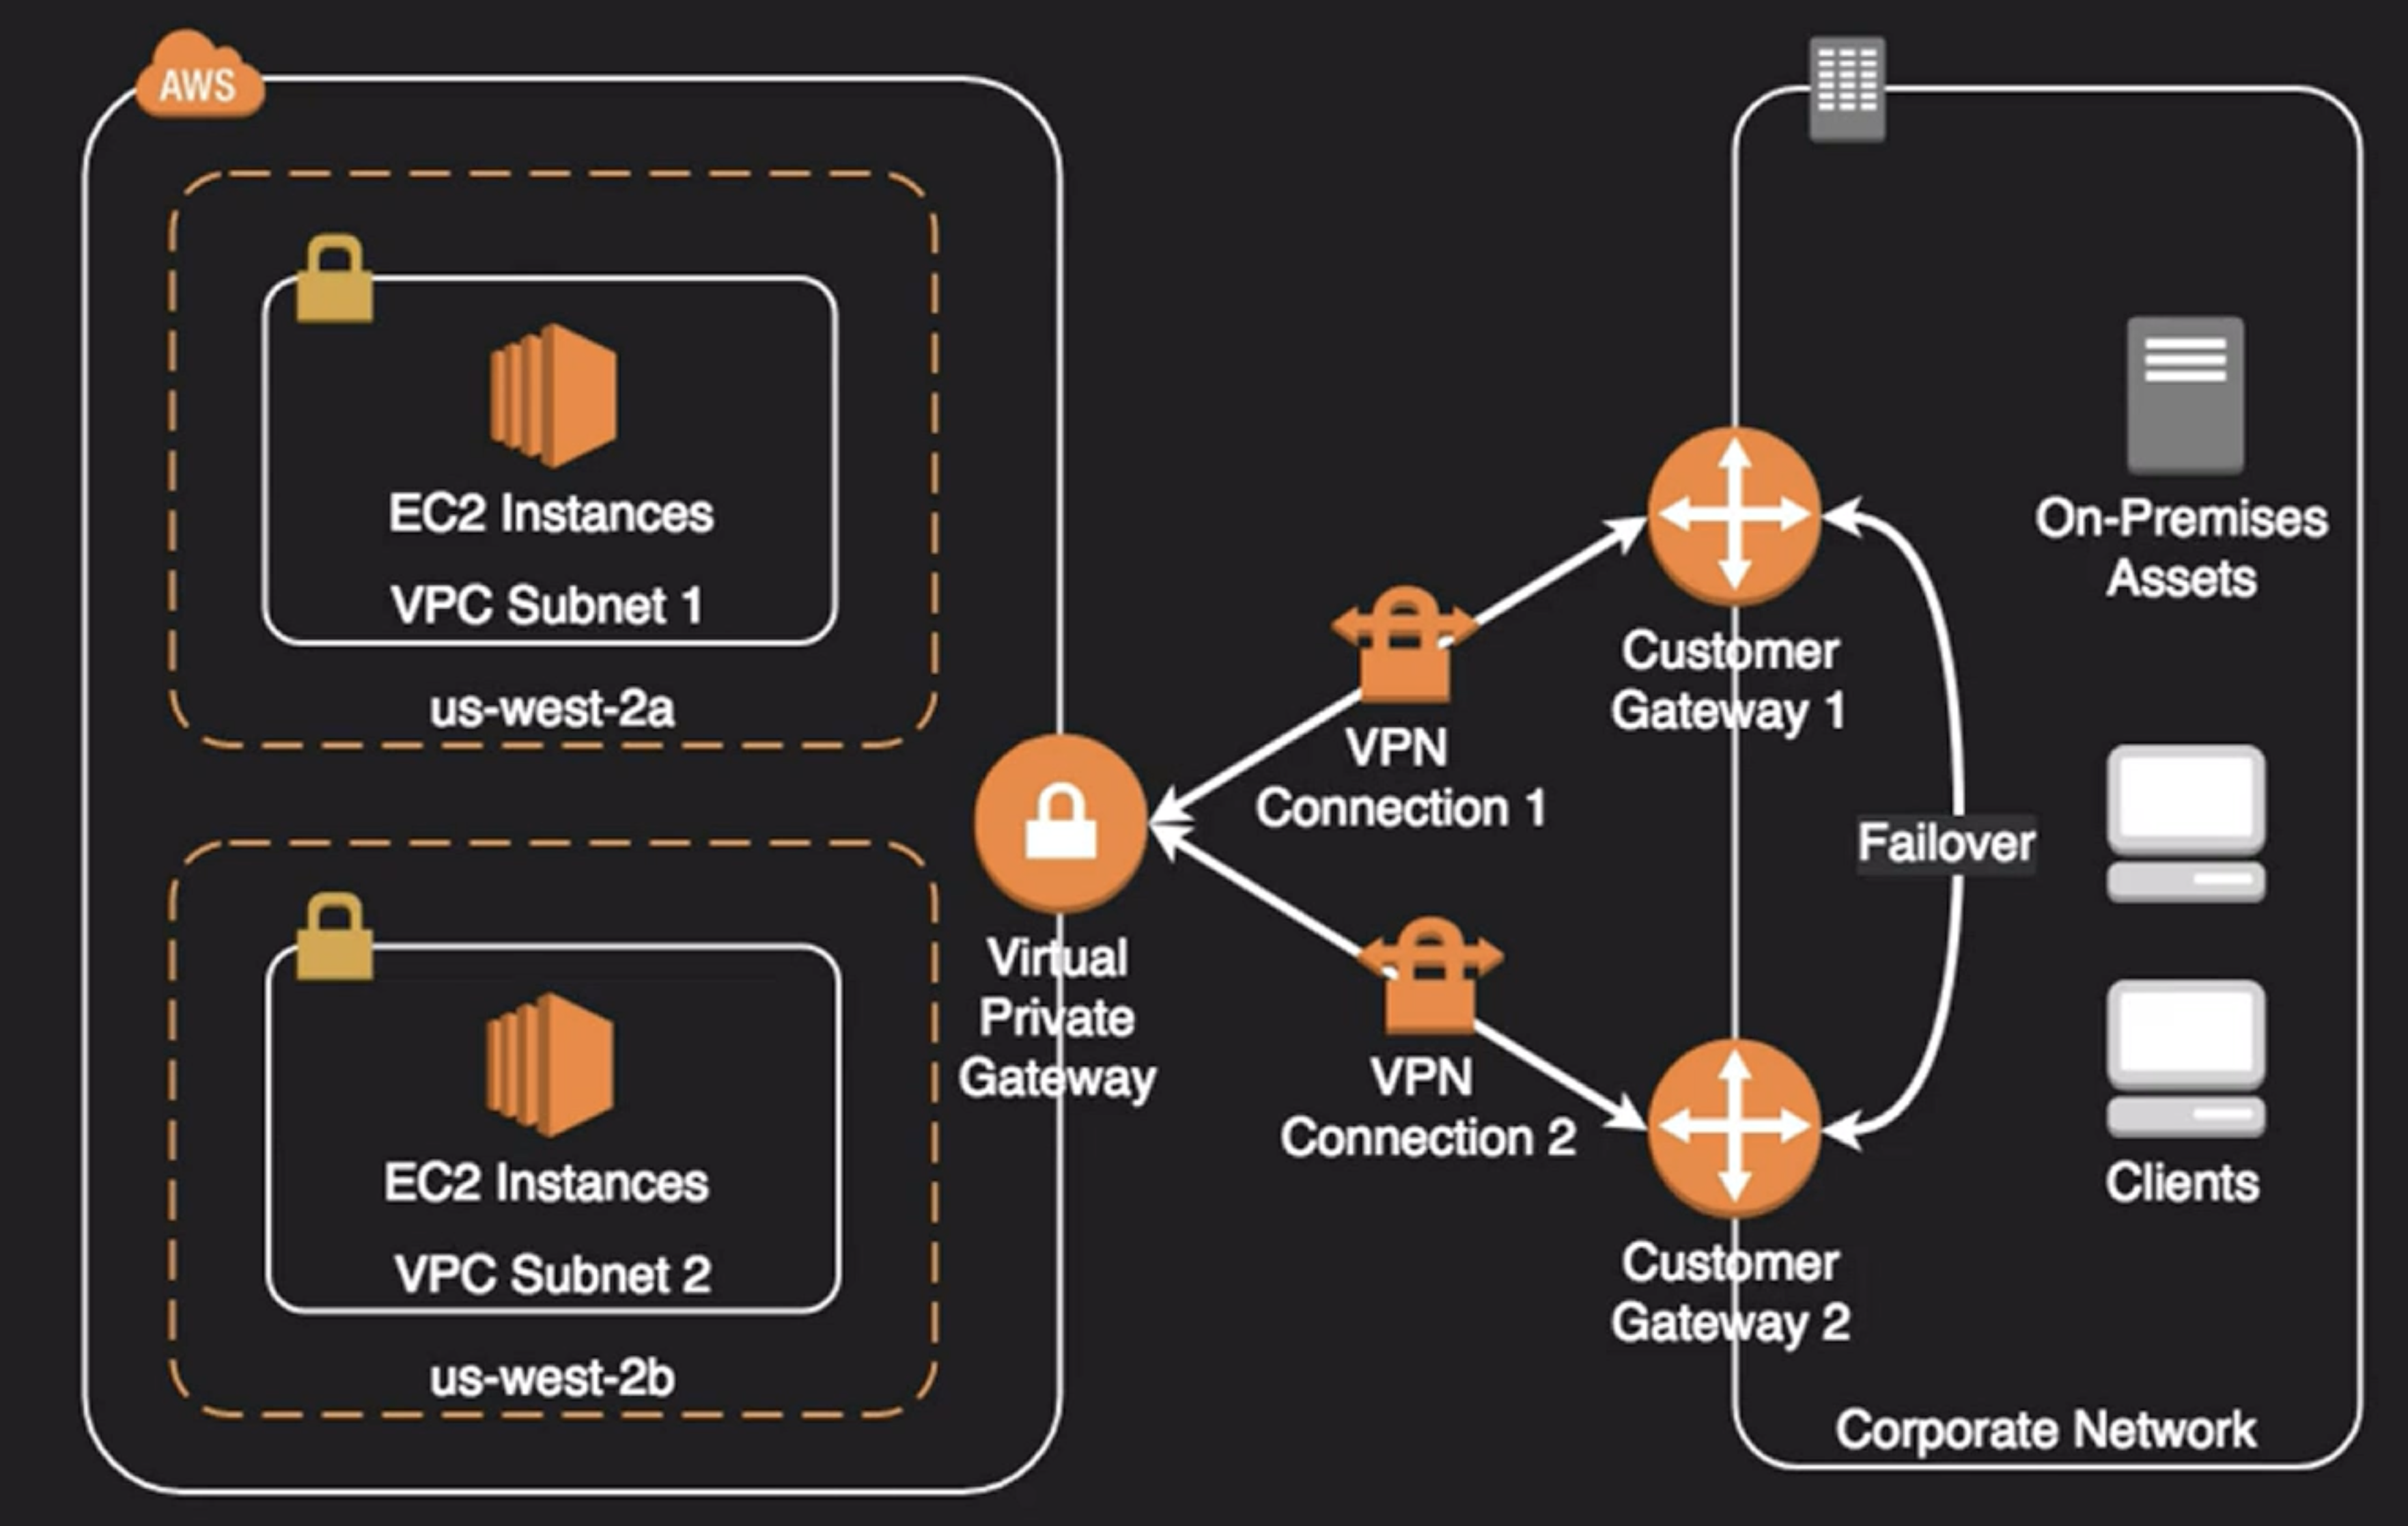 AWS
EC2 Instances
VPC Subnet 1
us-west-2a
EC2 Instances
VPC Subnet 2
us-west-2b
Virtual
Private
Gateway
VPN
Connection 1
VPN
Connection 2
Customer
Gateway 1
Customer
Gateway 2
Failover
On-Premises
Assets
Clients
Corporate Network